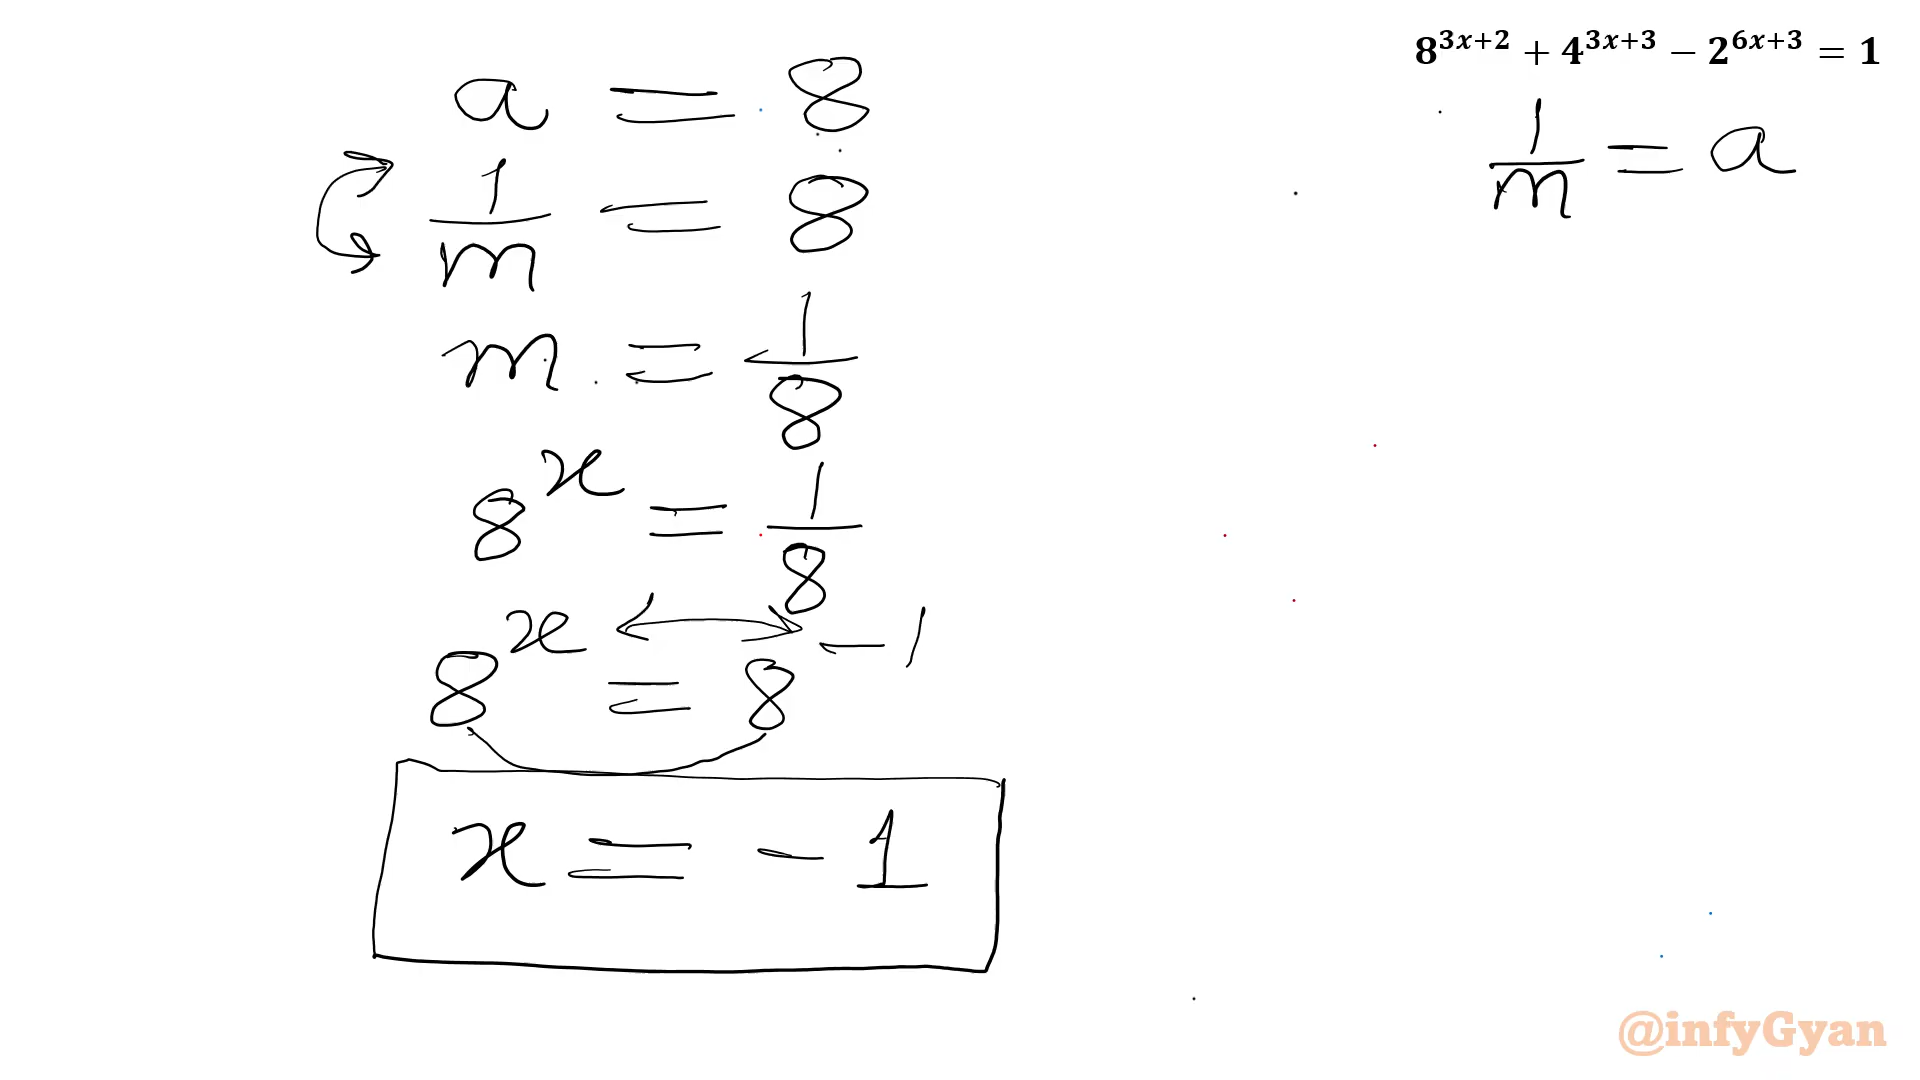 8^{3x+2} + 4^{3x+3} − 2^{6x+3} = 1
1/m = a
a = 8
1/m = 8
m = 1/8
8^x = 1/8
8^x = 8^{-1}
x = -1
@infyGyan